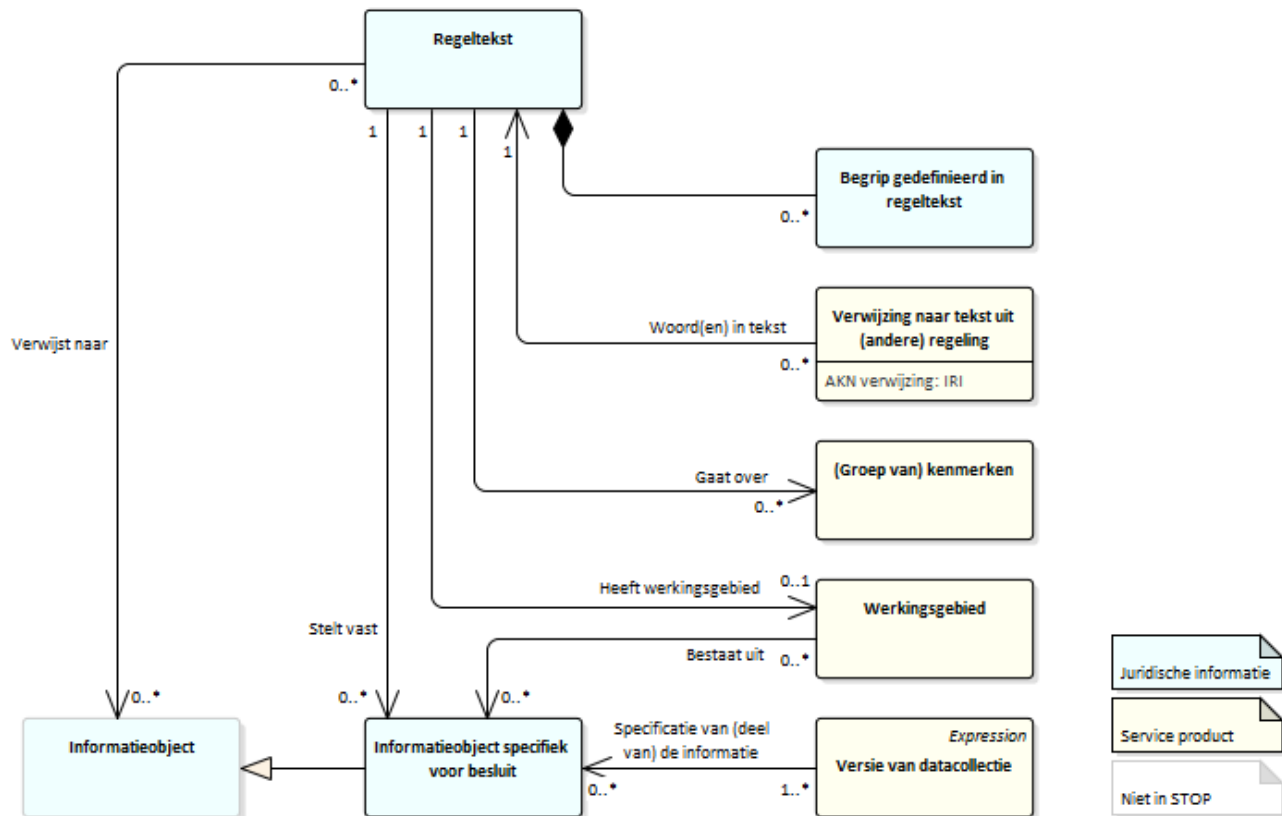 Regeltekst
0..*
1
1
1
1
Begrip gedefinieerd in
regeltekst
0..*
Woord(en) in tekst
Verwijzing naar tekst uit
(andere) regeling
0..*
AKN verwijzing: IRI
Verwijst naar
(Groep van) kenmerken
Gaat over
0..*
Heeft werkingsgebied
0..1
Werkingsgebied
Stelt vast
Bestaat uit
0..*
Juridische informatie
0..*
0..*
0..*
Informatieobject
Informatieobject specifiek
voor besluit
Specificatie van (deel
van) de informatie
0..*
1..*
Expression
Versie van datacollectie
Service product
Niet in STOP